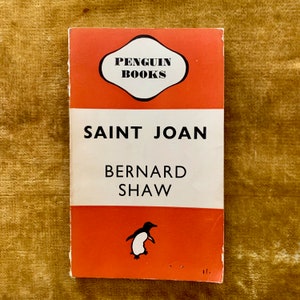 PENGUIN
BOOKS
SAINT JOAN
BERNARD
SHAW